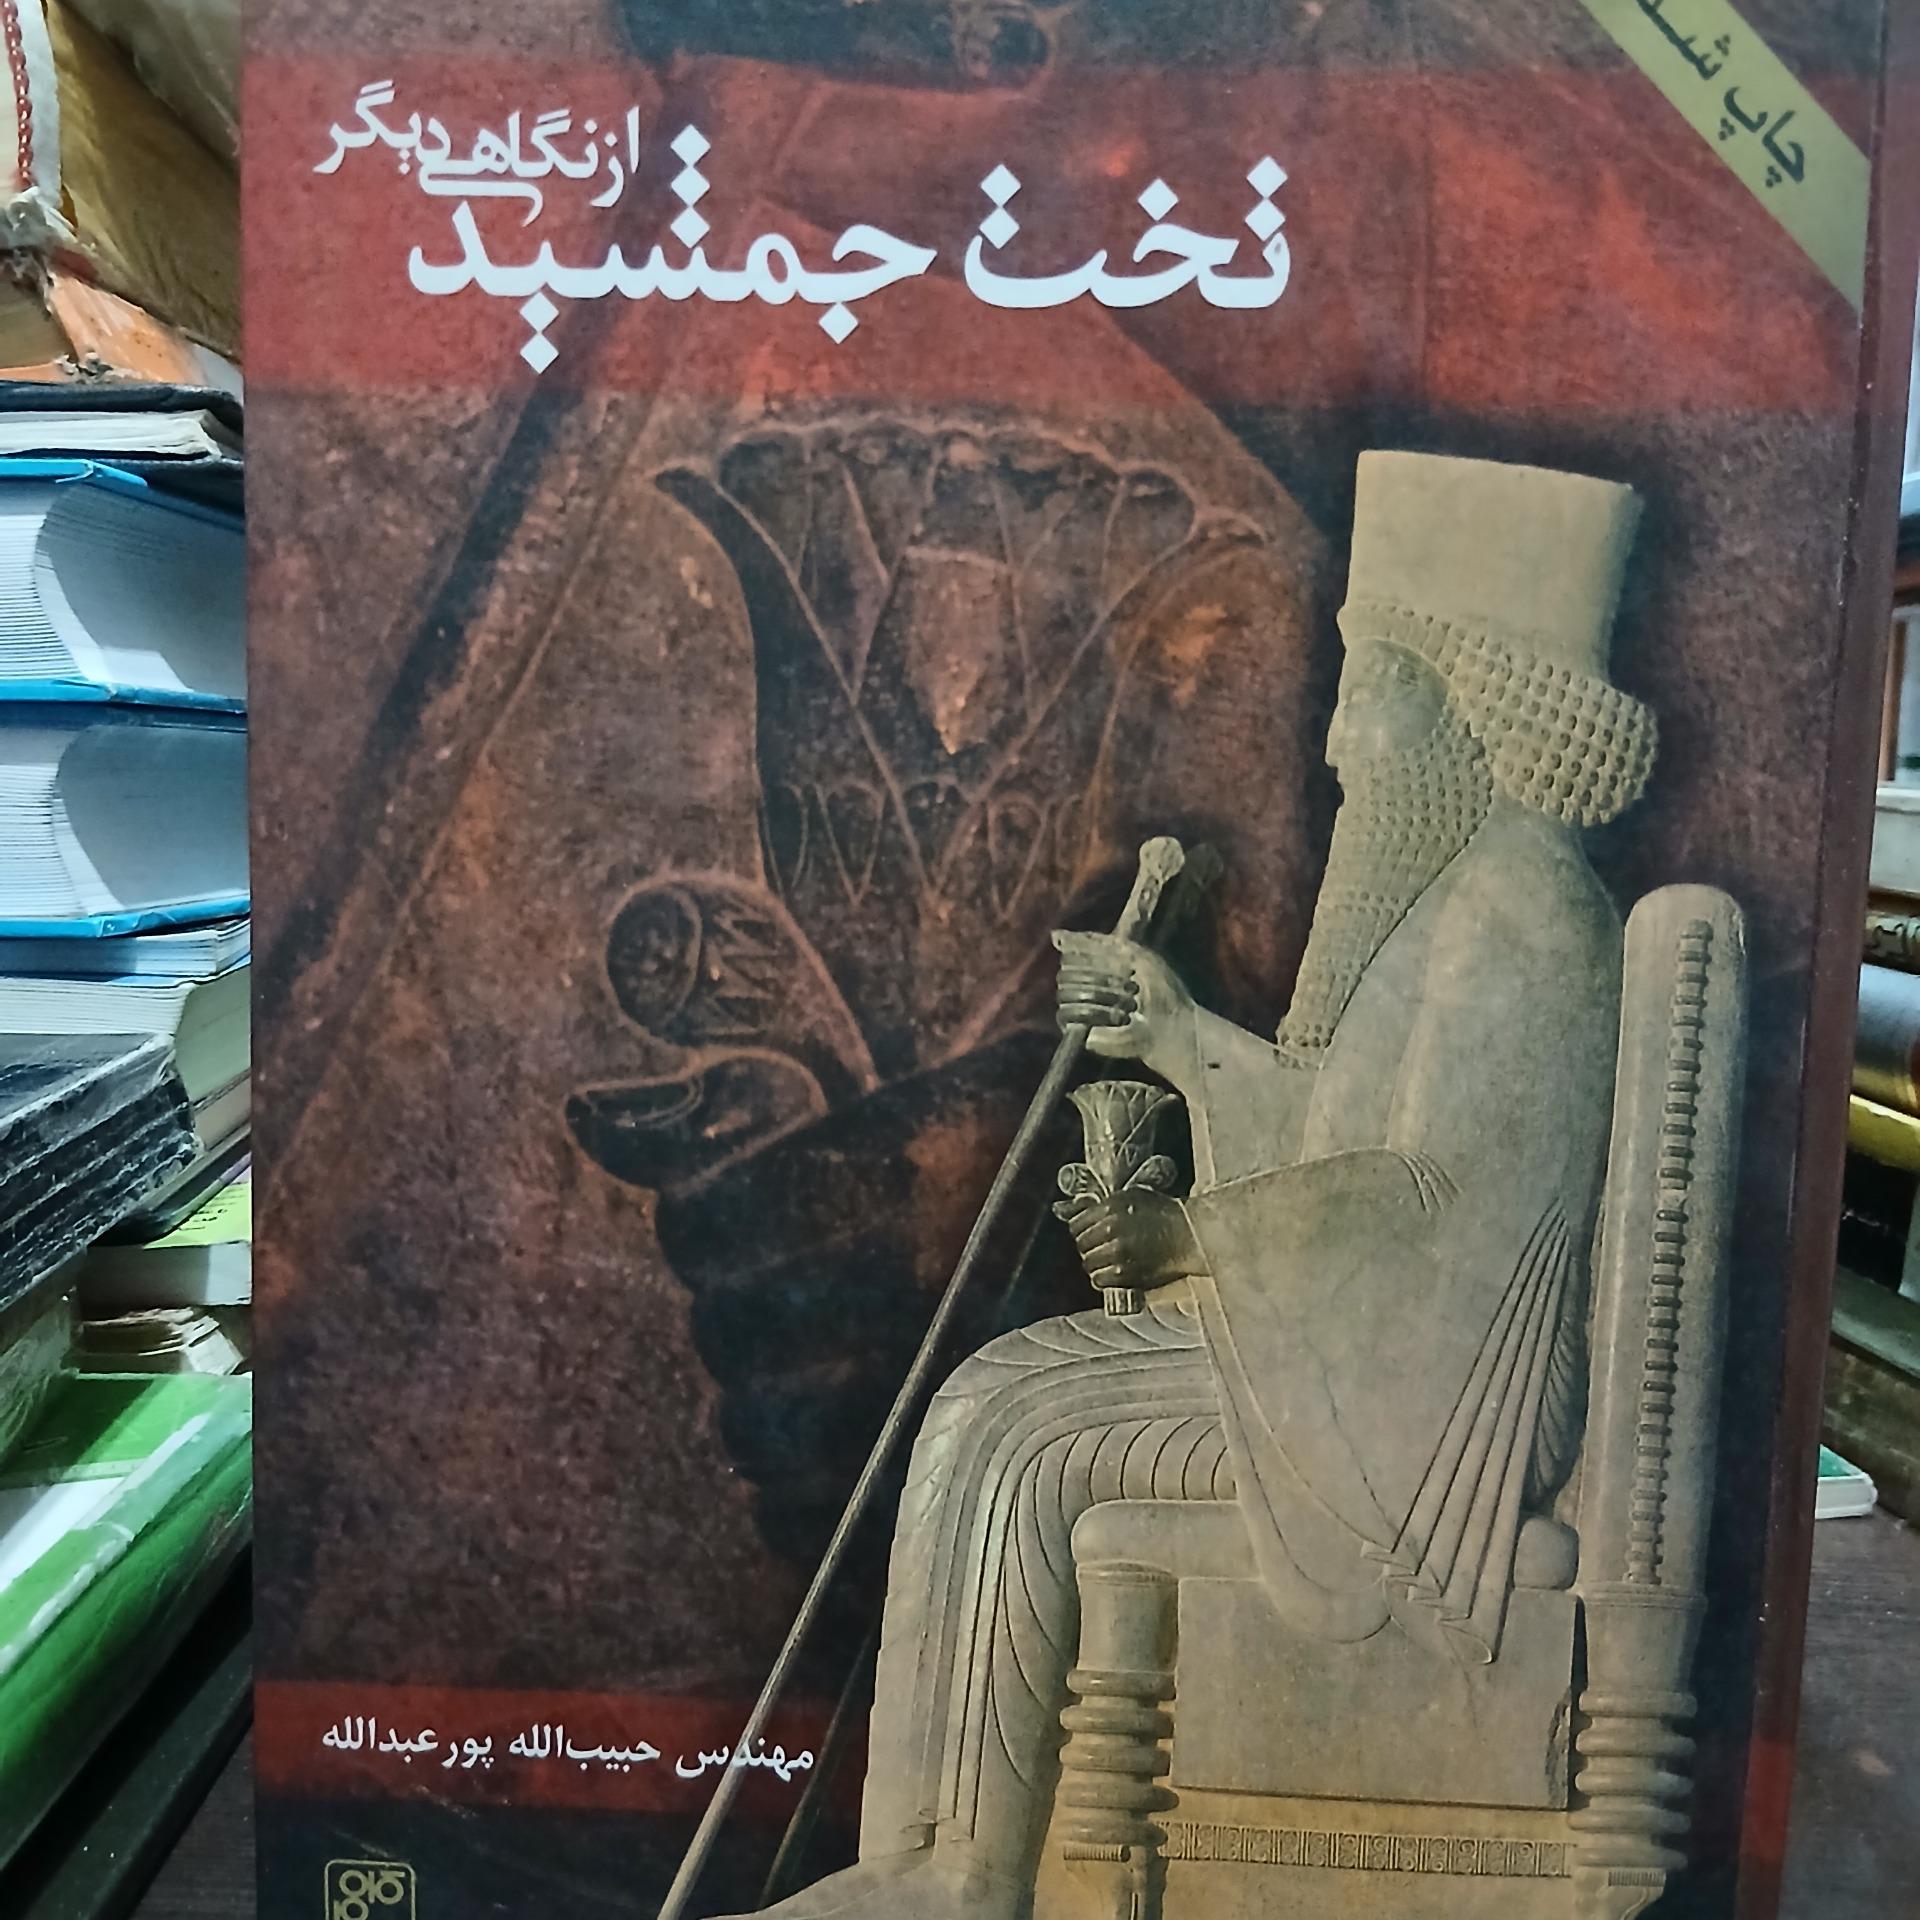 از نگاهی دیگر
تخت جمشید
چاپ
مهندس حبیب‌الله پورعبدالله